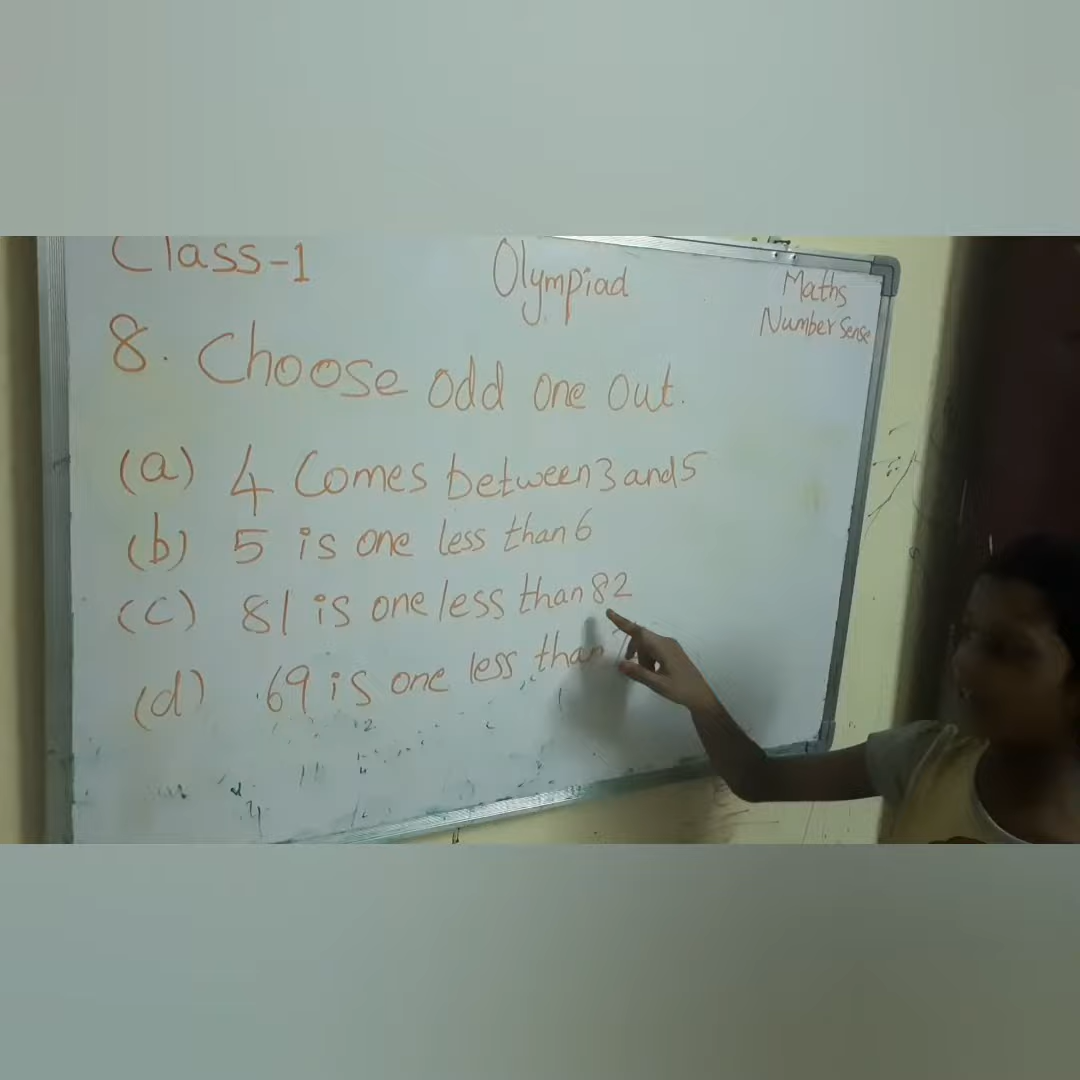 Class-1
Olympiad
Maths
Number Sense
8. Choose odd one out.
(a) 4 Comes between 3 and 5
(b) 5 is one less than 6
(c) 81 is one less than 82
(d) 69 is one less than